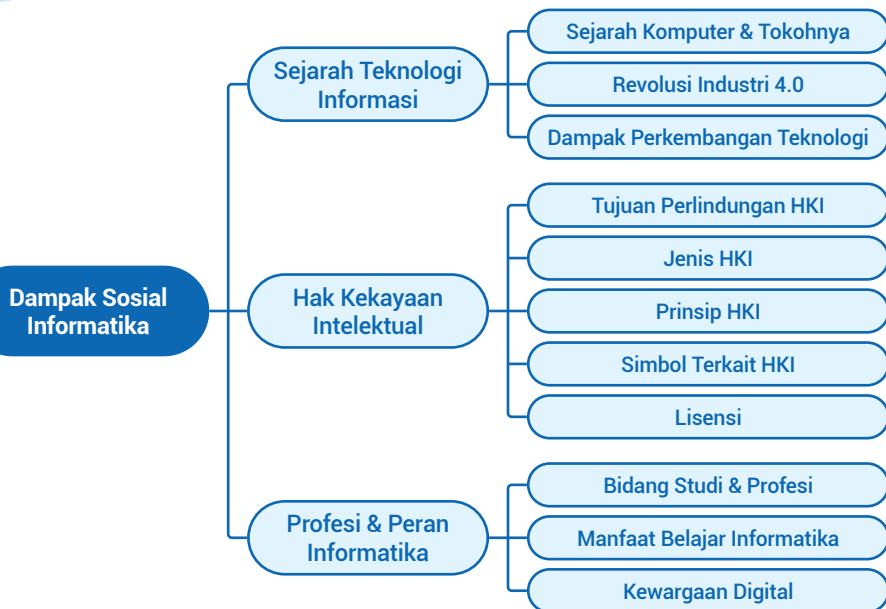 Dampak Sosial
Informatika
Sejarah Teknologi
Informasi
Sejarah Komputer & Tokohnya
Revolusi Industri 4.0
Dampak Perkembangan Teknologi
Hak Kekayaan
Intelektual
Tujuan Perlindungan HKI
Jenis HKI
Prinsip HKI
Simbol Terkait HKI
Lisensi
Profesi & Peran
Informatika
Bidang Studi & Profesi
Manfaat Belajar Informatika
Kewargaan Digital